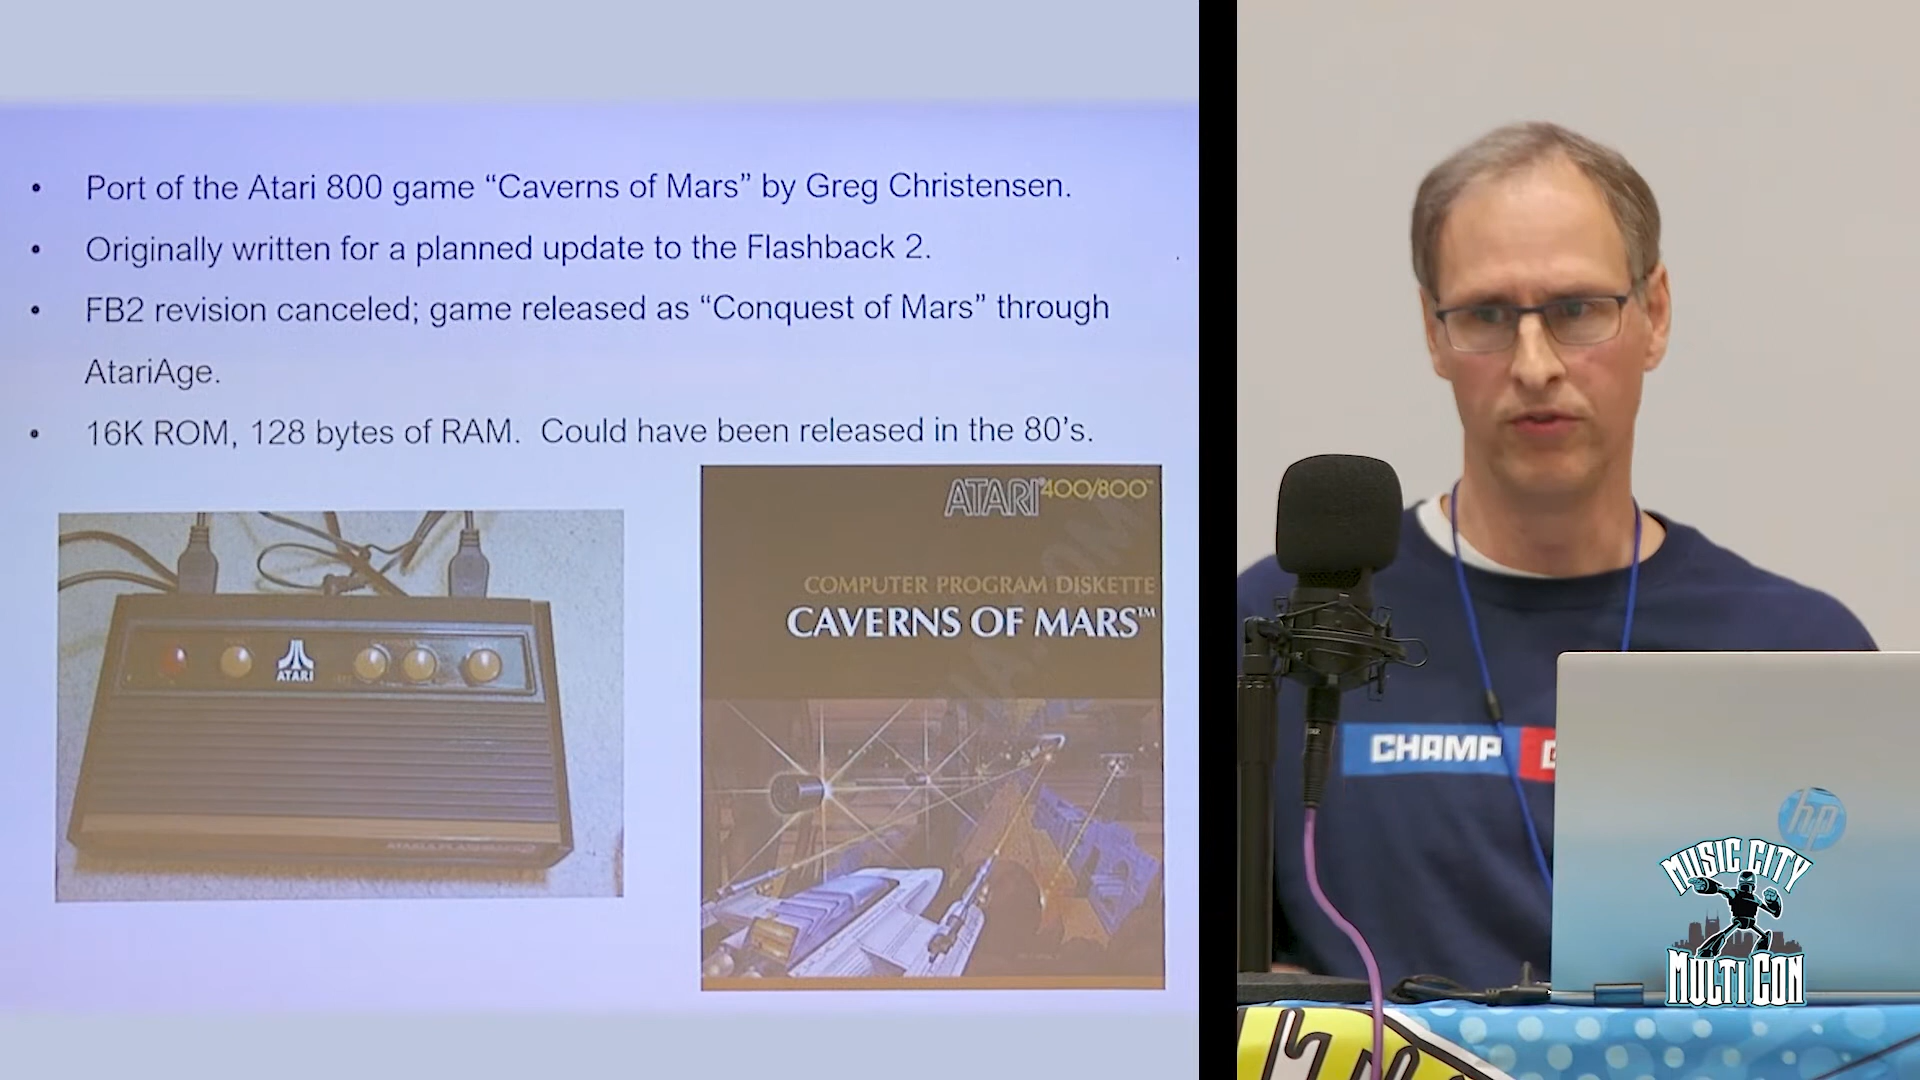 • Port of the Atari 800 game “Caverns of Mars” by Greg Christensen.
• Originally written for a planned update to the Flashback 2.
• FB2 revision canceled; game released as “Conquest of Mars” through
AtariAge.
• 16K ROM, 128 bytes of RAM.  Could have been released in the 80’s.
ATARI
ATARI® 400/800™
COMPUTER PROGRAM DISKETTE
CAVERNS OF MARS™
CHAMP
hp
MUSIC CITY
MULTI CON